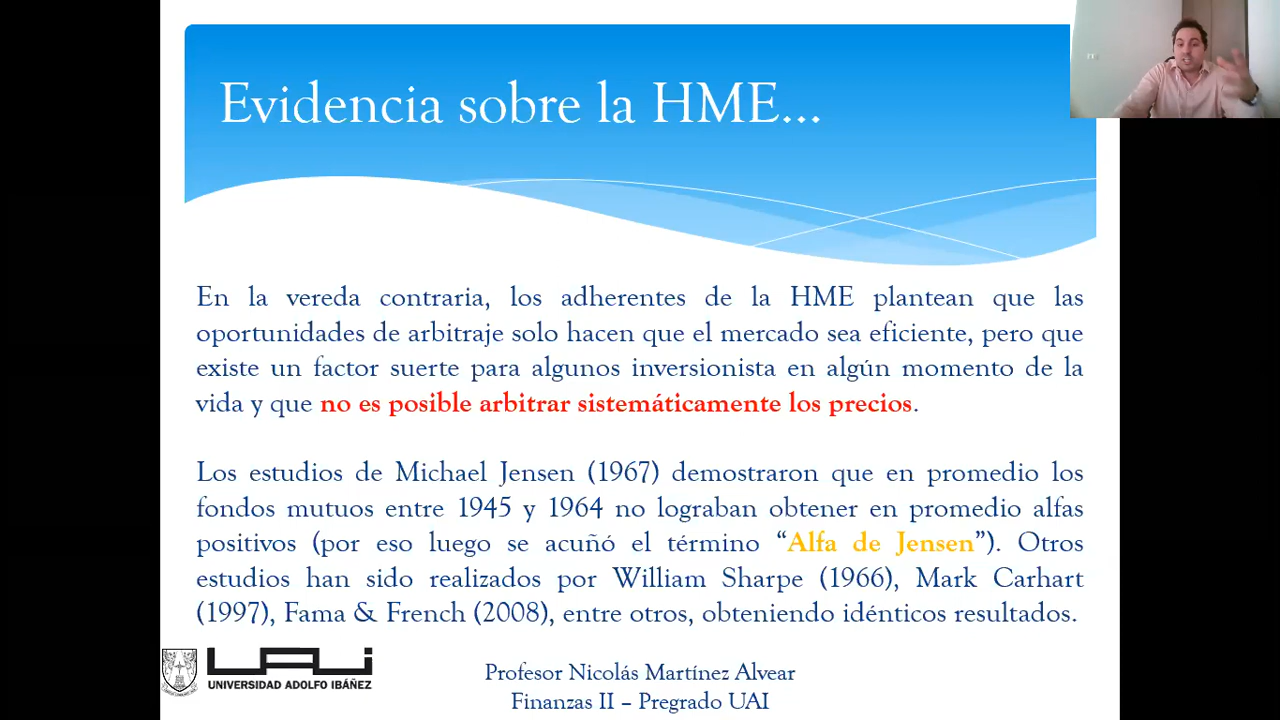 Evidencia sobre la HME...
En la vereda contraria, los adherentes de la HME plantean que las
oportunidades de arbitraje solo hacen que el mercado sea eficiente, pero que
existe un factor suerte para algunos inversionista en algún momento de la
vida y que no es posible arbitrar sistemáticamente los precios.
Los estudios de Michael Jensen (1967) demostraron que en promedio los
fondos mutuos entre 1945 y 1964 no lograban obtener en promedio alfas
positivos (por eso luego se acuñó el término “Alfa de Jensen”). Otros
estudios han sido realizados por William Sharpe (1966), Mark Carhart
(1997), Fama & French (2008), entre otros, obteniendo idénticos resultados.
UAI
UNIVERSIDAD ADOLFO IBÁÑEZ
Profesor Nicolás Martínez Alvear
Finanzas II – Pregrado UAI